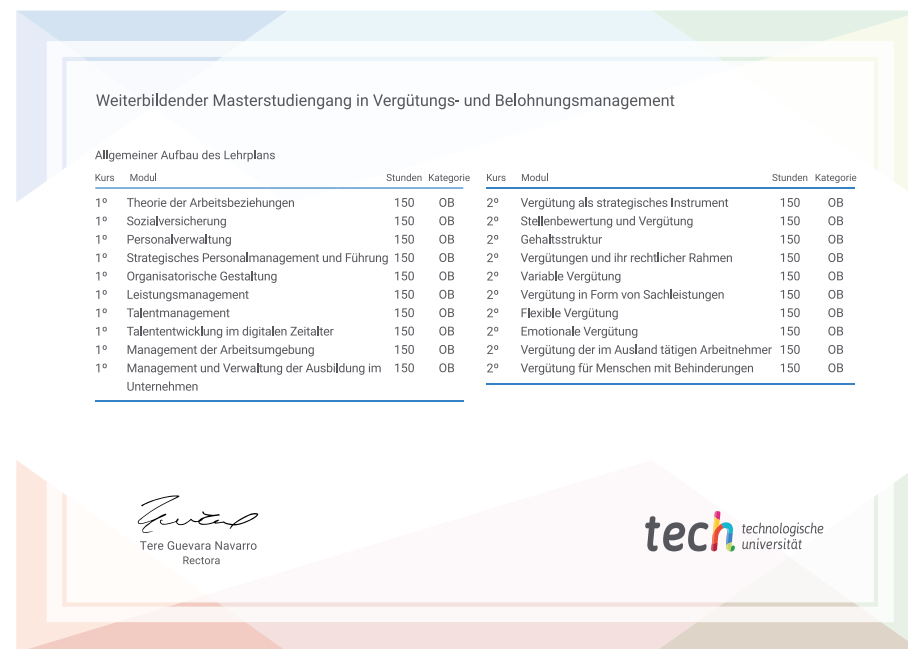 Weiterbildender Masterstudiengang in Vergütungs- und Belohnungsmanagement
Allgemeiner Aufbau des Lehrplans
Kurs Modul Stunden Kategorie
1º Theorie der Arbeitsbeziehungen 150 OB
1º Sozialversicherung 150 OB
1º Personalverwaltung 150 OB
1º Strategisches Personalmanagement und Führung 150 OB
1º Organisatorische Gestaltung 150 OB
1º Leistungsmanagement 150 OB
1º Talentmanagement 150 OB
1º Talententwicklung im digitalen Zeitalter 150 OB
1º Management der Arbeitsumgebung 150 OB
1º Management und Verwaltung der Ausbildung im 150 OB
Unternehmen
Kurs Modul Stunden Kategorie
2º Vergütung als strategisches Instrument 150 OB
2º Stellenbewertung und Vergütung 150 OB
2º Gehaltsstruktur 150 OB
2º Vergütungen und ihr rechtlicher Rahmen 150 OB
2º Variable Vergütung 150 OB
2º Vergütung in Form von Sachleistungen 150 OB
2º Flexible Vergütung 150 OB
2º Emotionale Vergütung 150 OB
2º Vergütung der im Ausland tätigen Arbeitnehmer 150 OB
2º Vergütung für Menschen mit Behinderungen 150 OB
Tere Guevara Navarro
Rectora
tech technologische
universität